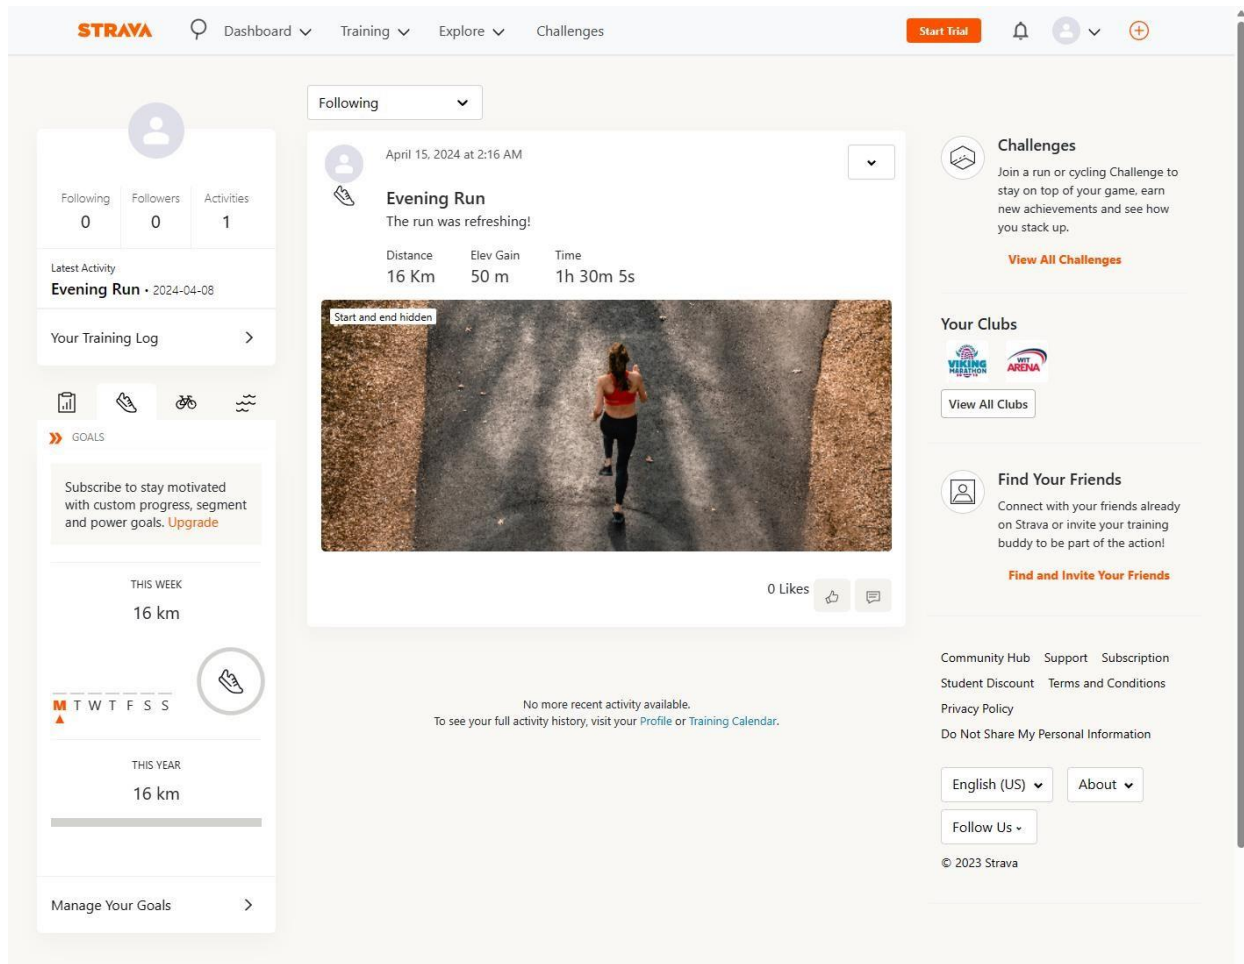 STRAVA
Dashboard
Training
Explore
Challenges
Start Trial
Following
Following
Followers
Activities
0
0
1
Latest Activity
Evening Run • 2024-04-08
Your Training Log
GOALS
Subscribe to stay motivated
with custom progress, segment
and power goals. Upgrade
THIS WEEK
16 km
M T W T F S S
THIS YEAR
16 km
Manage Your Goals
April 15, 2024 at 2:16 AM
Evening Run
The run was refreshing!
Distance
Elev Gain
Time
16 Km
50 m
1h 30m 5s
Start and end hidden
0 Likes
No more recent activity available.
To see your full activity history, visit your Profile or Training Calendar.
Challenges
Join a run or cycling Challenge to
stay on top of your game, earn
new achievements and see how
you stack up.
View All Challenges
Your Clubs
VIKING
MARATHON
WIT
ARENA
View All Clubs
Find Your Friends
Connect with your friends already
on Strava or invite your training
buddy to be part of the action!
Find and Invite Your Friends
Community Hub
Support
Subscription
Student Discount
Terms and Conditions
Privacy Policy
Do Not Share My Personal Information
English (US)
About
Follow Us
© 2023 Strava